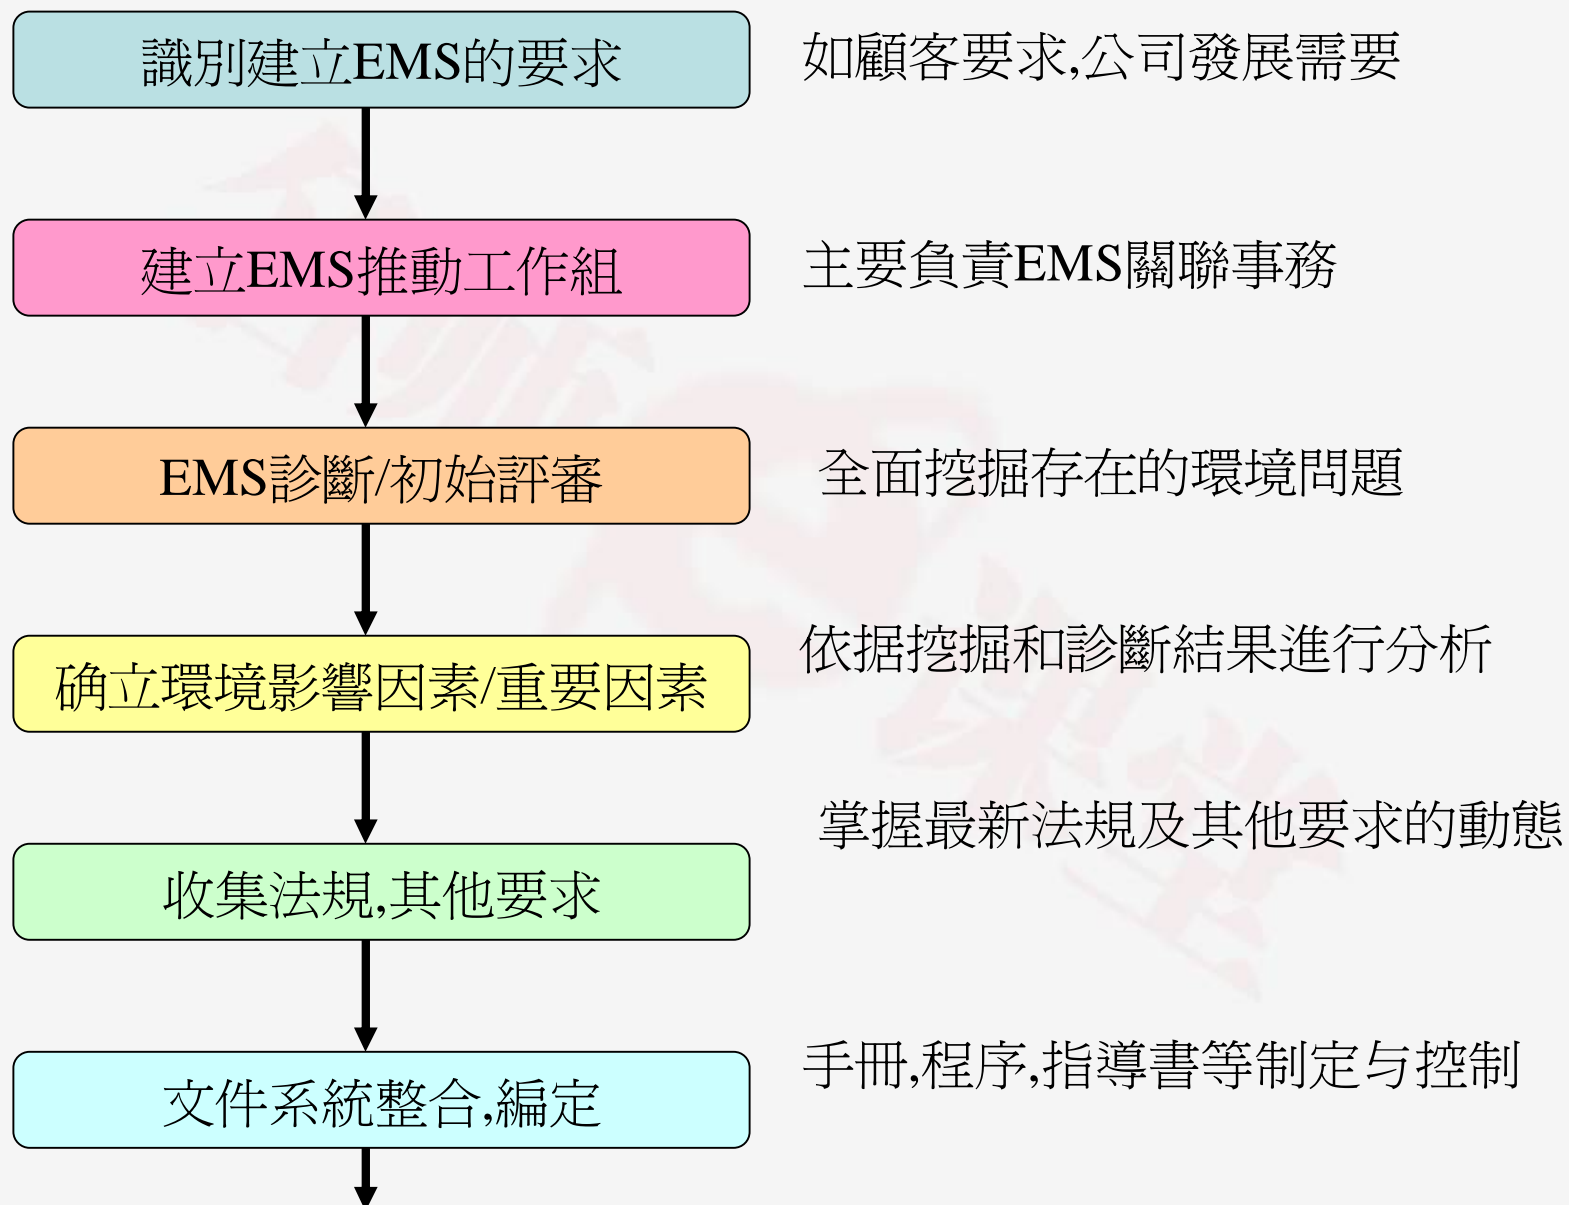 識別建立EMS的要求
如顧客要求,公司發展需要
建立EMS推動工作組
主要負責EMS關聯事務
EMS診斷/初始評審
全面挖掘存在的環境問題
确立環境影響因素/重要因素
依据挖掘和診斷結果進行分析
掌握最新法規及其他要求的動態
收集法規,其他要求
手冊,程序,指導書等制定与控制
文件系統整合,編定